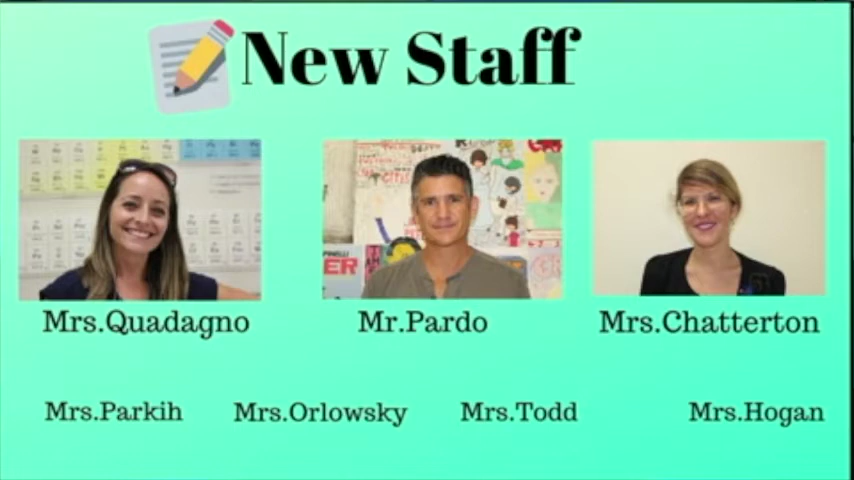 New Staff
Mrs.Quadagno Mr.Pardo Mrs.Chatterton
Mrs.Parkih Mrs.Orlowsky Mrs.Todd Mrs.Hogan